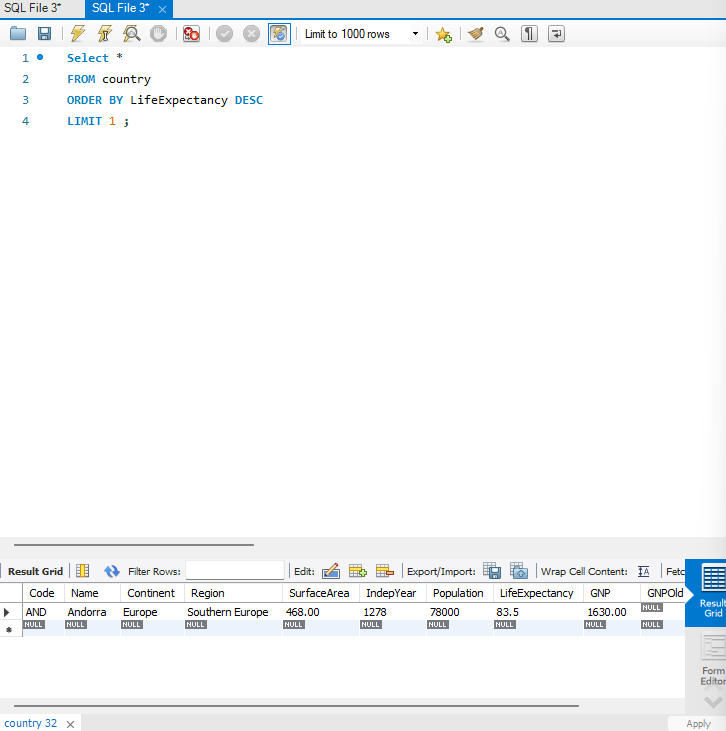 SQL File 3* SQL File 3*
Limit to 1000 rows
1 Select *
2 FROM country
3 ORDER BY LifeExpectancy DESC
4 LIMIT 1 ;
Result Grid Filter Rows: Edit: Export/Import: Wrap Cell Content: Fetc
Code Name Continent Region SurfaceArea IndepYear Population LifeExpectancy GNP GNPOld
AND Andorra Europe Southern Europe 468.00 1278 78000 83.5 1630.00 NULL
NULL NULL NULL NULL NULL NULL NULL NULL NULL NULL
Result
Grid
Form
Editor
country 32
Apply